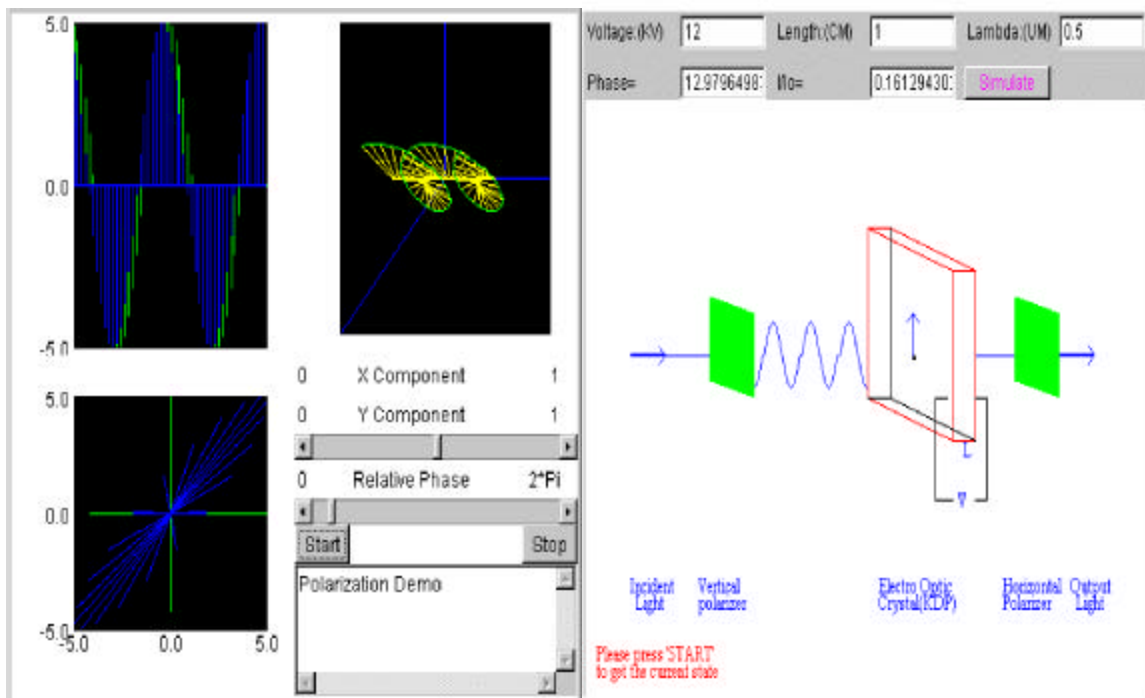 5.0
0.0
-5.0
5.0
0.0
-5.0
-5.0 0.0 5.0
0 X Component 1
0 Y Component 1
0 Relative Phase 2*Pi
Start Stop
Polarization Demo
Voltage:(KV) 12 Length:(CM) 1 Lambda:(UM) 0.5
Phase= 12.9796498 I/Io= 0.16129430 Simulate
L
V
Incident Vertical Electro Optic Horizontal Output
Light polarizer Crystal(KDP) Polarizer Light
Please press 'START'
to get the current state